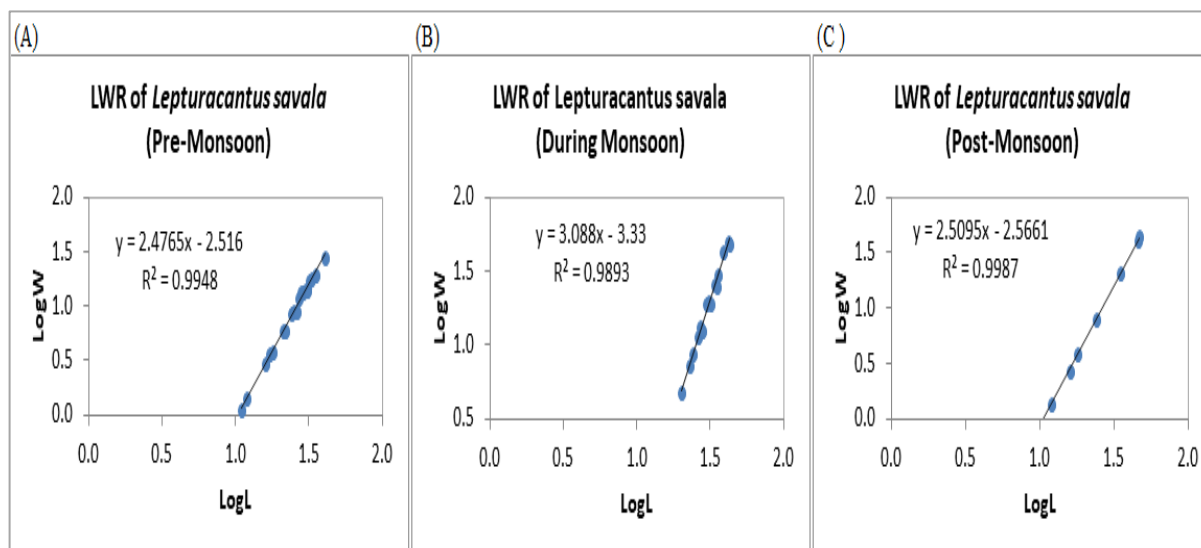 (A)
LWR of Lepturacantus savala
(Pre-Monsoon)
2.0
1.5
1.0
0.5
0.0
LogW
y = 2.4765x - 2.516
R² = 0.9948
0.0 0.5 1.0 1.5 2.0
LogL
(B)
LWR of Lepturacantus savala
(During Monsoon)
2.0
1.5
1.0
0.5
LogW
y = 3.088x - 3.33
R² = 0.9893
0.0 0.5 1.0 1.5 2.0
LogL
(C )
LWR of Lepturacantus savala
(Post-Monsoon)
2.0
1.5
1.0
0.5
0.0
LogW
y = 2.5095x - 2.5661
R² = 0.9987
0.0 0.5 1.0 1.5 2.0
LogL